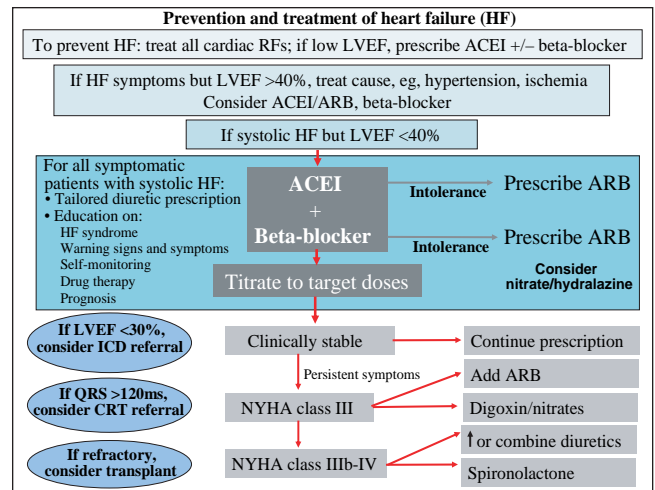 Prevention and treatment of heart failure (HF)
To prevent HF: treat all cardiac RFs; if low LVEF, prescribe ACEI +/– beta-blocker
If HF symptoms but LVEF >40%, treat cause, eg, hypertension, ischemia
Consider ACEI/ARB, beta-blocker
If systolic HF but LVEF <40%
For all symptomatic
patients with systolic HF:
• Tailored diuretic prescription
• Education on:
HF syndrome
Warning signs and symptoms
Self-monitoring
Drug therapy
Prognosis
ACEI
+
Beta-blocker
Intolerance
Prescribe ARB
Intolerance
Prescribe ARB
Consider
nitrate/hydralazine
Titrate to target doses
If LVEF <30%,
consider ICD referral
Clinically stable
Continue prescription
Persistent symptoms
Add ARB
If QRS >120ms,
consider CRT referral
NYHA class III
Digoxin/nitrates
If refractory,
consider transplant
NYHA class IIIb-IV
↑ or combine diuretics
Spironolactone